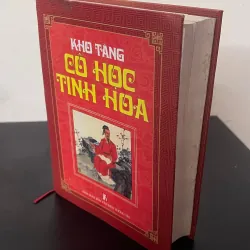 KHO TÀNG
CỔ HỌC
TINH HOA